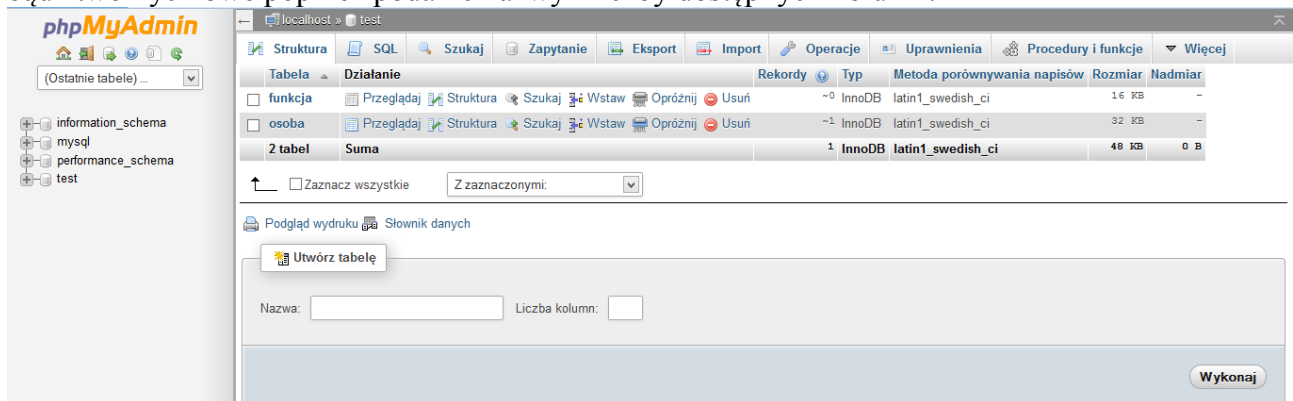 phpMyAdmin
(Ostatnie tabele) ...
information_schema
mysql
performance_schema
test
localhost » test
Struktura SQL Szukaj Zapytanie Eksport Import Operacje Uprawnienia Procedury i funkcje Więcej
Tabela Działanie Rekordy Typ Metoda porównywania napisów Rozmiar Nadmiar
funkcja Przeglądaj Struktura Szukaj Wstaw Opróżnij Usuń ~0 InnoDB latin1_swedish_ci 16 KB -
osoba Przeglądaj Struktura Szukaj Wstaw Opróżnij Usuń ~1 InnoDB latin1_swedish_ci 32 KB -
2 tabel Suma 1 InnoDB latin1_swedish_ci 48 KB 0 B
Zaznacz wszystkie Z zaznaczonymi:
Podgląd wydruku Słownik danych
Utwórz tabelę
Nazwa: Liczba kolumn:
Wykonaj